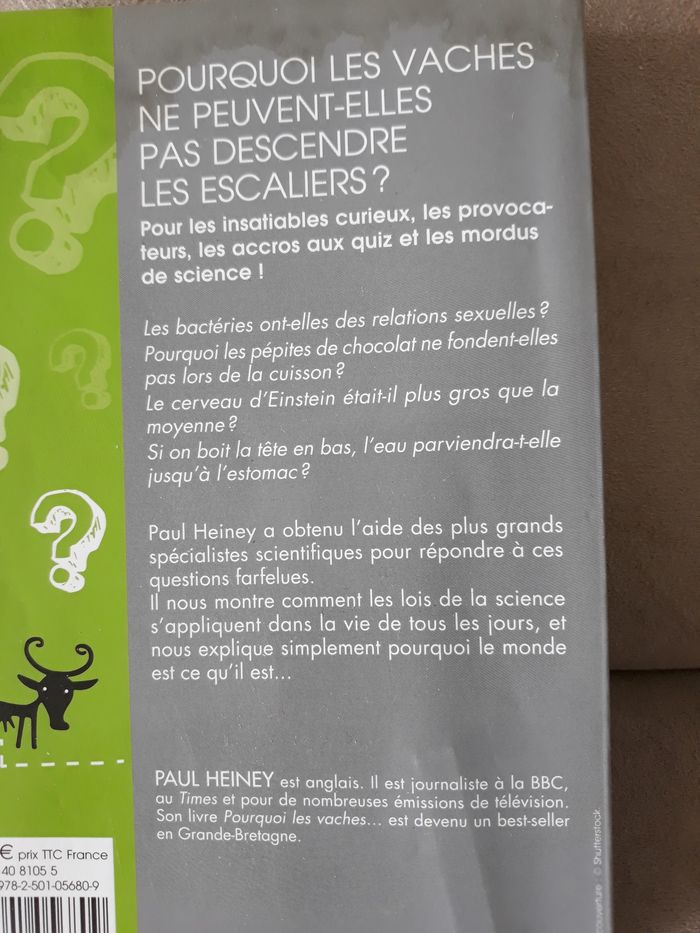 POURQUOI LES VACHES
NE PEUVENT-ELLES
PAS DESCENDRE
LES ESCALIERS ?
Pour les insatiables curieux, les provoca-
teurs, les accros aux quiz et les mordus
de science !
Les bactéries ont-elles des relations sexuelles ?
Pourquoi les pépites de chocolat ne fondent-elles
pas lors de la cuisson ?
Le cerveau d'Einstein était-il plus gros que la
moyenne ?
Si on boit la tête en bas, l'eau parviendra-t-elle
jusqu'à l'estomac ?
Paul Heiney a obtenu l'aide des plus grands
spécialistes scientifiques pour répondre à ces
questions farfelues.
Il nous montre comment les lois de la science
s'appliquent dans la vie de tous les jours, et
nous explique simplement pourquoi le monde
est ce qu'il est...
PAUL HEINEY est anglais. Il est journaliste à la BBC,
au Times et pour de nombreuses émissions de télévision.
Son livre Pourquoi les vaches... est devenu un best-seller
en Grande-Bretagne.
€ prix TTC France
40 8105 5
978-2-501-05680-9
couverture : © Shutterstock